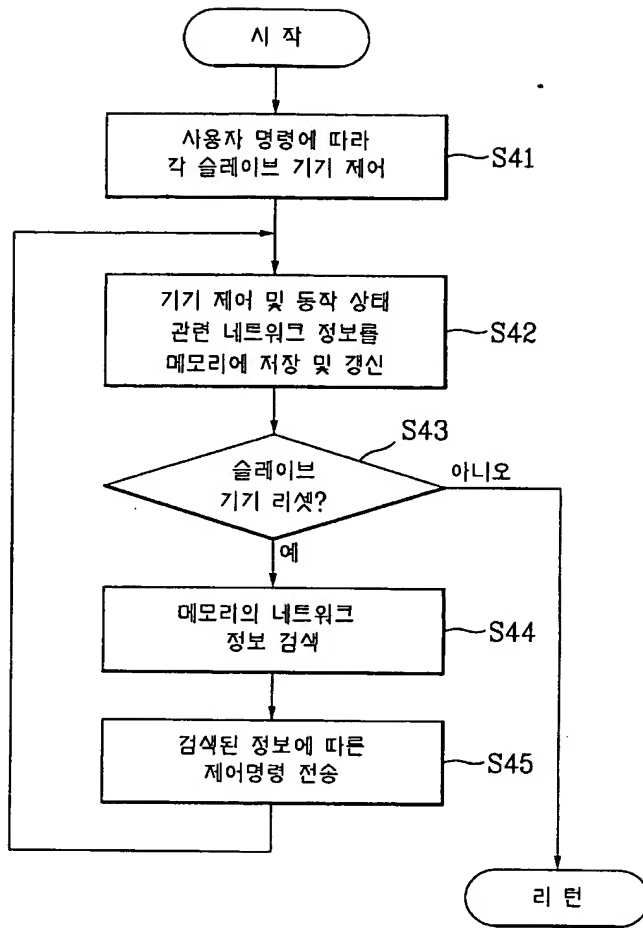 시 작
사용자 명령에 따라
각 슬레이브 기기 제어
S41
기기 제어 및 동작 상태
관련 네트워크 정보를
메모리에 저장 및 갱신
S42
S43
슬레이브
기기 리셋?
아니오
예
메모리의 네트워크
정보 검색
S44
검색된 정보에 따른
제어명령 전송
S45
리 턴